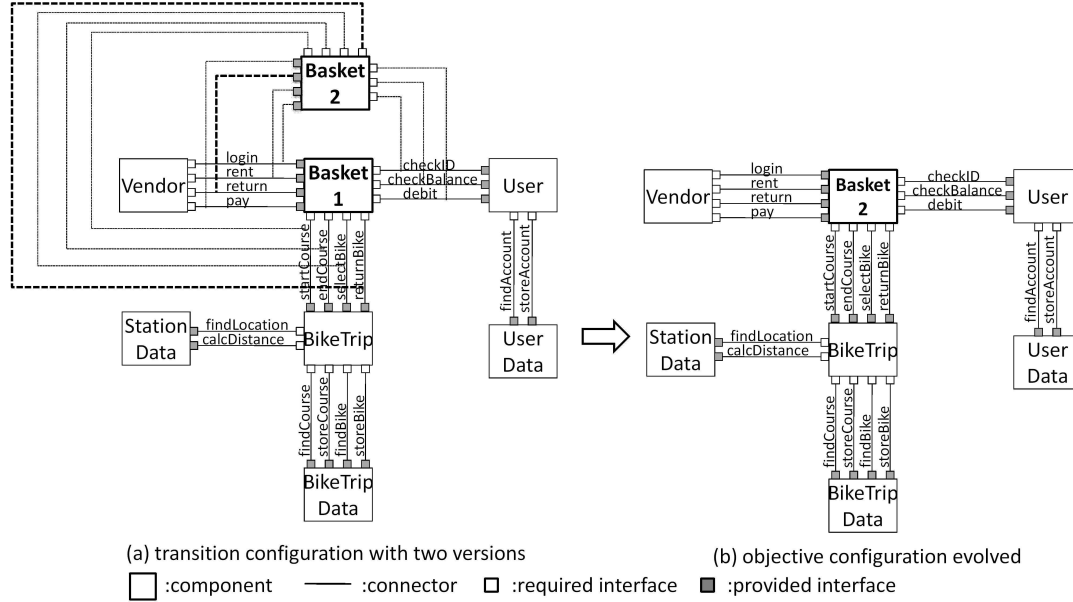 Basket
2
login
rent
return
pay
Vendor
Basket
1
checkID
checkBalance
debit
User
startCourse
endCourse
selectBike
returnBike
findAccount
storeAccount
Station
Data
findLocation
calcDistance
BikeTrip
User
Data
findCourse
storeCourse
findBike
storeBike
BikeTrip
Data
login
rent
return
pay
Vendor
Basket
2
checkID
checkBalance
debit
User
startCourse
endCourse
selectBike
returnBike
findAccount
storeAccount
Station
Data
findLocation
calcDistance
BikeTrip
User
Data
findCourse
storeCourse
findBike
storeBike
BikeTrip
Data
(a) transition configuration with two versions
(b) objective configuration evolved
:component
:connector
:required interface
:provided interface